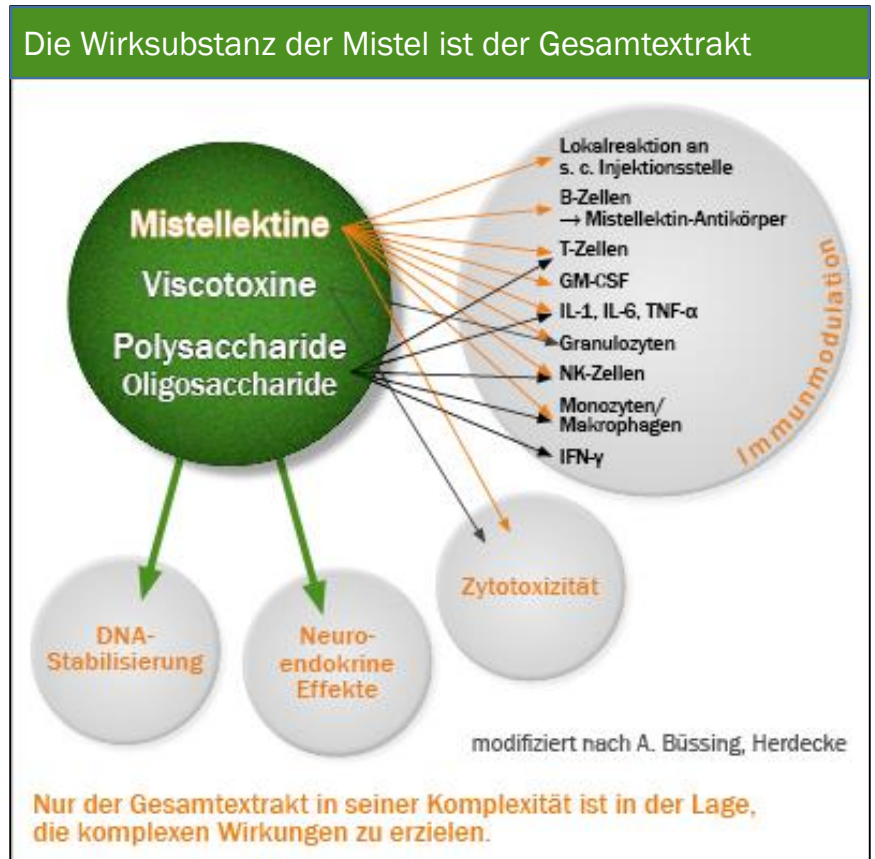 Die Wirksubstanz der Mistel ist der Gesamtextrakt
Mistellektine
Viscotoxine
Polysaccharide
Oligosaccharide
Lokalreaktion an
s. c. Injektionsstelle
B-Zellen
→ Mistellektin-Antikörper
T-Zellen
GM-CSF
IL-1, IL-6, TNF-α
Granulozyten
NK-Zellen
Monozyten/
Makrophagen
IFN-γ
Immunmodulation
Zytotoxizität
DNA-
Stabilisierung
Neuro-
endokrine
Effekte
modifiziert nach A. Büssing, Herdecke
Nur der Gesamtextrakt in seiner Komplexität ist in der Lage,
die komplexen Wirkungen zu erzielen.